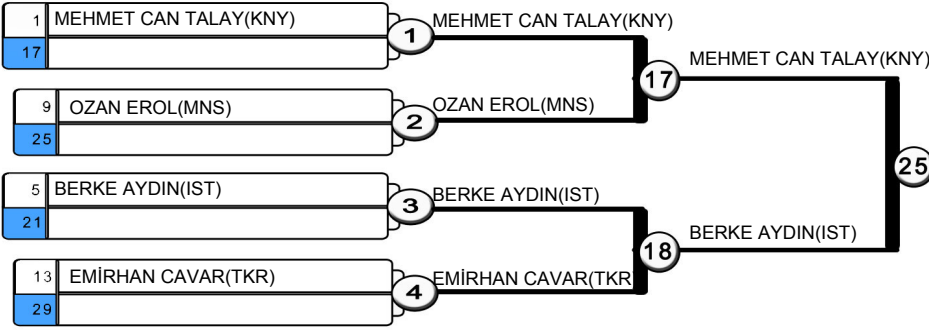 1 MEHMET CAN TALAY(KNY)
17
1
MEHMET CAN TALAY(KNY)
9 OZAN EROL(MNS)
25
2
OZAN EROL(MNS)
17
MEHMET CAN TALAY(KNY)
5 BERKE AYDIN(IST)
21
3
BERKE AYDIN(IST)
13 EMİRHAN CAVAR(TKR)
29
4
EMİRHAN CAVAR(TKR
18
BERKE AYDIN(IST)
25